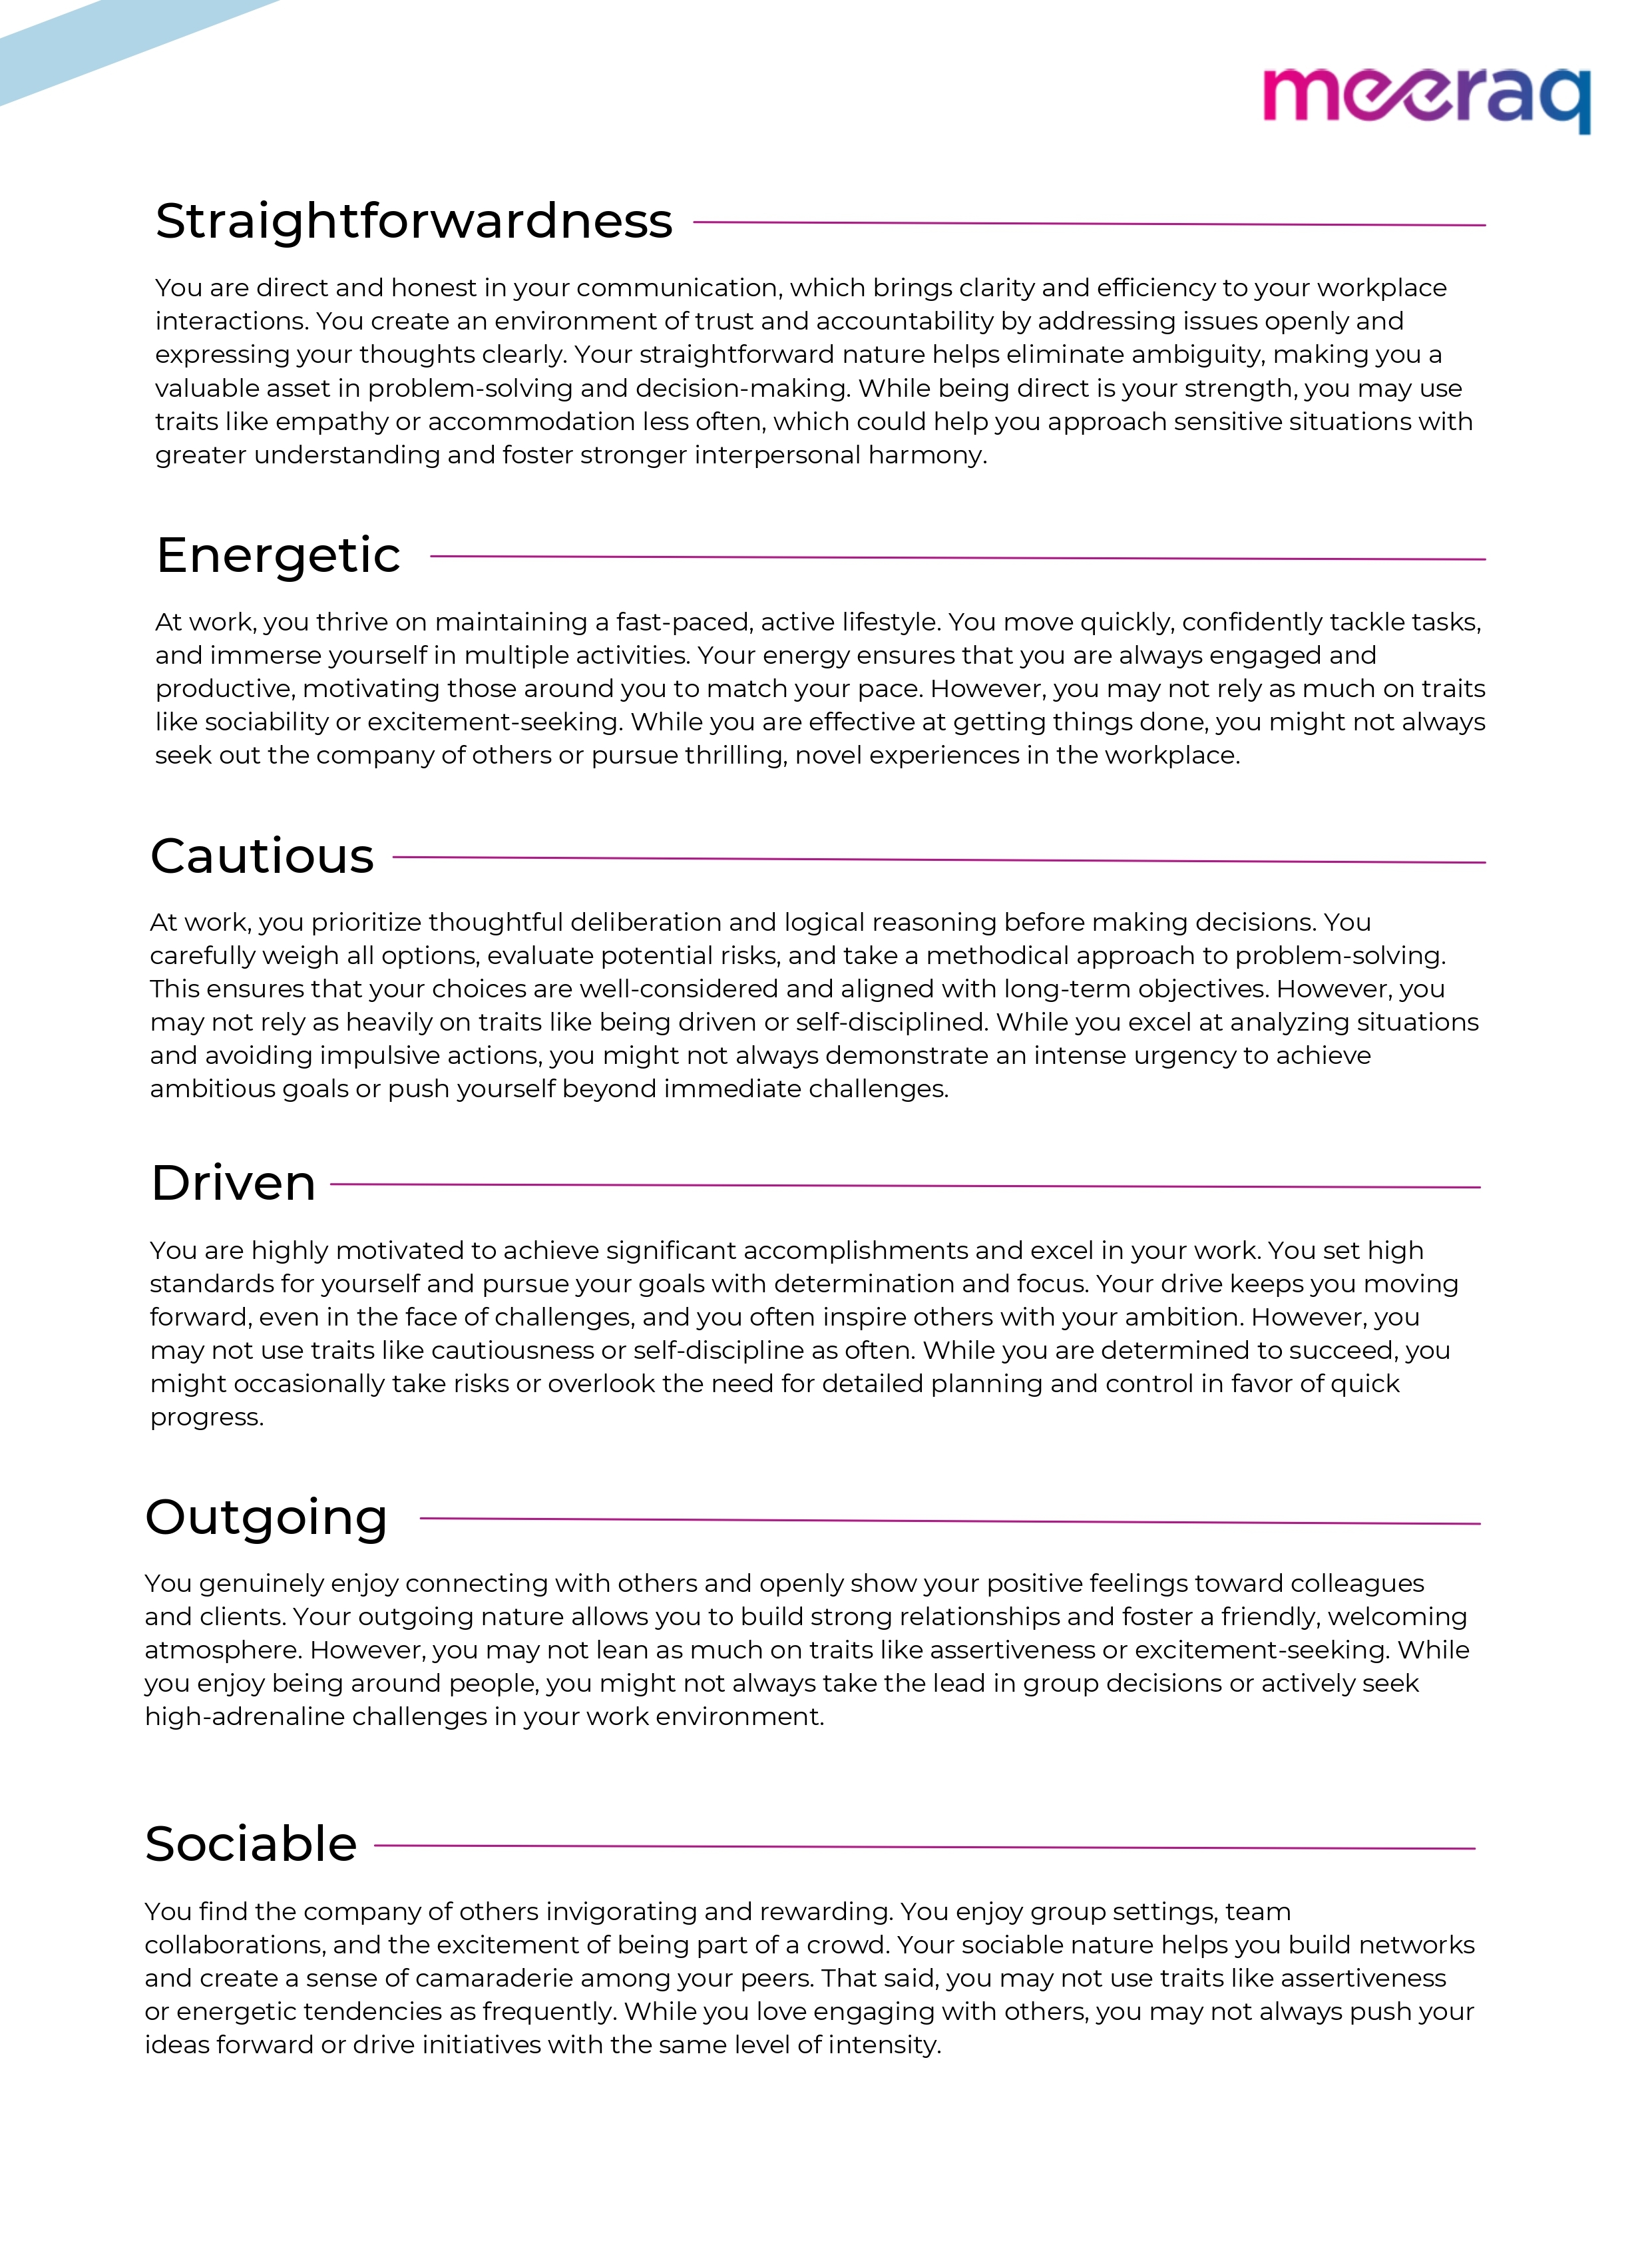 meeraq
Straightforwardness
You are direct and honest in your communication, which brings clarity and efficiency to your workplace
interactions. You create an environment of trust and accountability by addressing issues openly and
expressing your thoughts clearly. Your straightforward nature helps eliminate ambiguity, making you a
valuable asset in problem-solving and decision-making. While being direct is your strength, you may use
traits like empathy or accommodation less often, which could help you approach sensitive situations with
greater understanding and foster stronger interpersonal harmony.
Energetic
At work, you thrive on maintaining a fast-paced, active lifestyle. You move quickly, confidently tackle tasks,
and immerse yourself in multiple activities. Your energy ensures that you are always engaged and
productive, motivating those around you to match your pace. However, you may not rely as much on traits
like sociability or excitement-seeking. While you are effective at getting things done, you might not always
seek out the company of others or pursue thrilling, novel experiences in the workplace.
Cautious
At work, you prioritize thoughtful deliberation and logical reasoning before making decisions. You
carefully weigh all options, evaluate potential risks, and take a methodical approach to problem-solving.
This ensures that your choices are well-considered and aligned with long-term objectives. However, you
may not rely as heavily on traits like being driven or self-disciplined. While you excel at analyzing situations
and avoiding impulsive actions, you might not always demonstrate an intense urgency to achieve
ambitious goals or push yourself beyond immediate challenges.
Driven
You are highly motivated to achieve significant accomplishments and excel in your work. You set high
standards for yourself and pursue your goals with determination and focus. Your drive keeps you moving
forward, even in the face of challenges, and you often inspire others with your ambition. However, you
may not use traits like cautiousness or self-discipline as often. While you are determined to succeed, you
might occasionally take risks or overlook the need for detailed planning and control in favor of quick
progress.
Outgoing
You genuinely enjoy connecting with others and openly show your positive feelings toward colleagues
and clients. Your outgoing nature allows you to build strong relationships and foster a friendly, welcoming
atmosphere. However, you may not lean as much on traits like assertiveness or excitement-seeking. While
you enjoy being around people, you might not always take the lead in group decisions or actively seek
high-adrenaline challenges in your work environment.
Sociable
You find the company of others invigorating and rewarding. You enjoy group settings, team
collaborations, and the excitement of being part of a crowd. Your sociable nature helps you build networks
and create a sense of camaraderie among your peers. That said, you may not use traits like assertiveness
or energetic tendencies as frequently. While you love engaging with others, you may not always push your
ideas forward or drive initiatives with the same level of intensity.